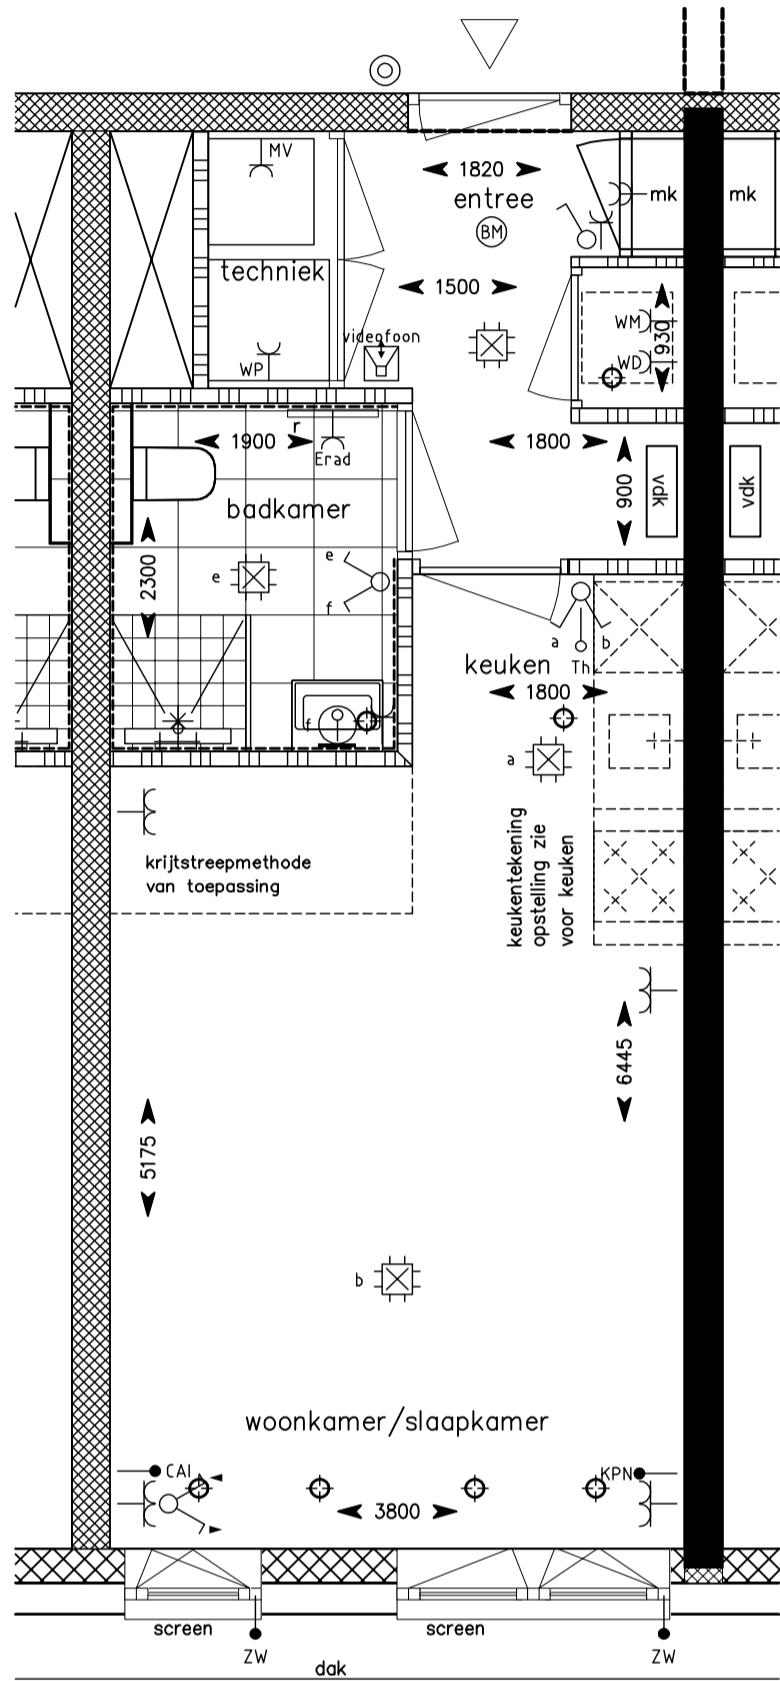 MV
1820
entree
BM
mk
mk
techniek
1500
videofoon
WM
930
WD
WP
r
1900
Erad
1800
900
vdk
vdk
badkamer
2300
e
e
f
a
b
keuken
Th
1800
f
a
krijtstreepmethode
van toepassing
keukentekening
opstelling zie
voor keuken
6445
5175
b
woonkamer/slaapkamer
CAI
KPN
3800
screen
screen
ZW
ZW
dak